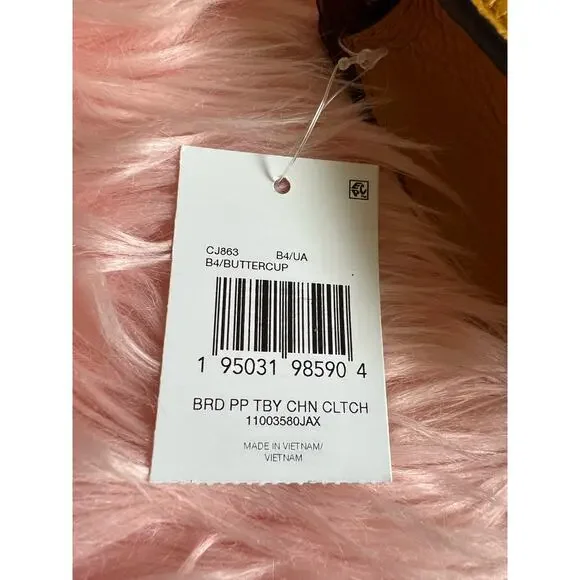 CJ863 B4/UA
B4/BUTTERCUP
1 95031 98590 4
BRD PP TBY CHN CLTCH
11003580JAX
MADE IN VIETNAM/
VIETNAM